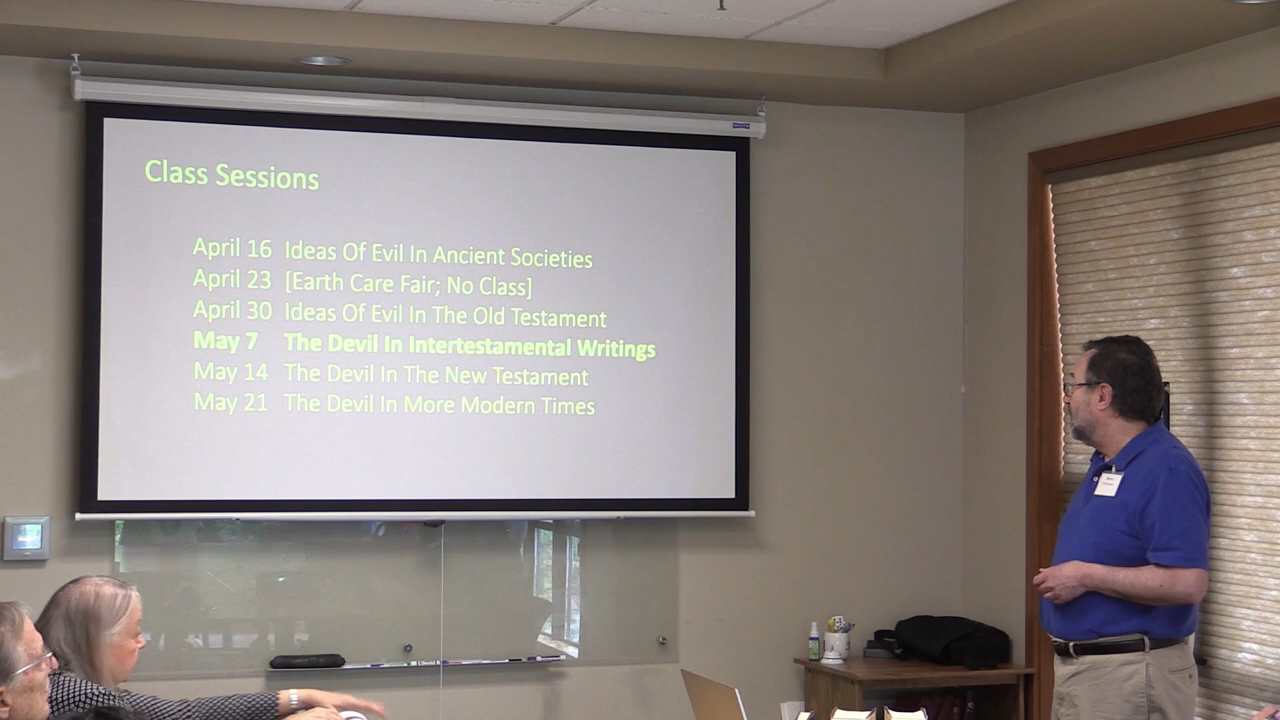 Class Sessions
April 16 Ideas Of Evil In Ancient Societies
April 23 [Earth Care Fair; No Class]
April 30 Ideas Of Evil In The Old Testament
May 7 The Devil In Intertestamental Writings
May 14 The Devil In The New Testament
May 21 The Devil In More Modern Times